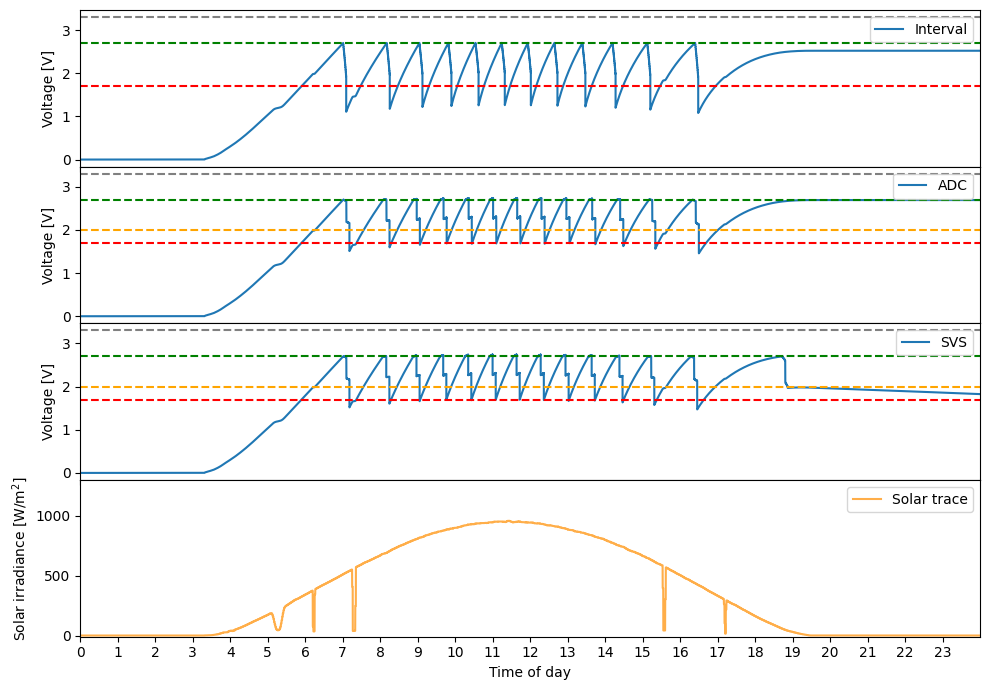 Voltage [V]
3
2
1
0
Interval
Voltage [V]
3
2
1
0
ADC
Voltage [V]
3
2
1
0
SVS
Solar irradiance [W/m²]
1000
500
0
Solar trace
0 1 2 3 4 5 6 7 8 9 10 11 12 13 14 15 16 17 18 19 20 21 22 23
Time of day